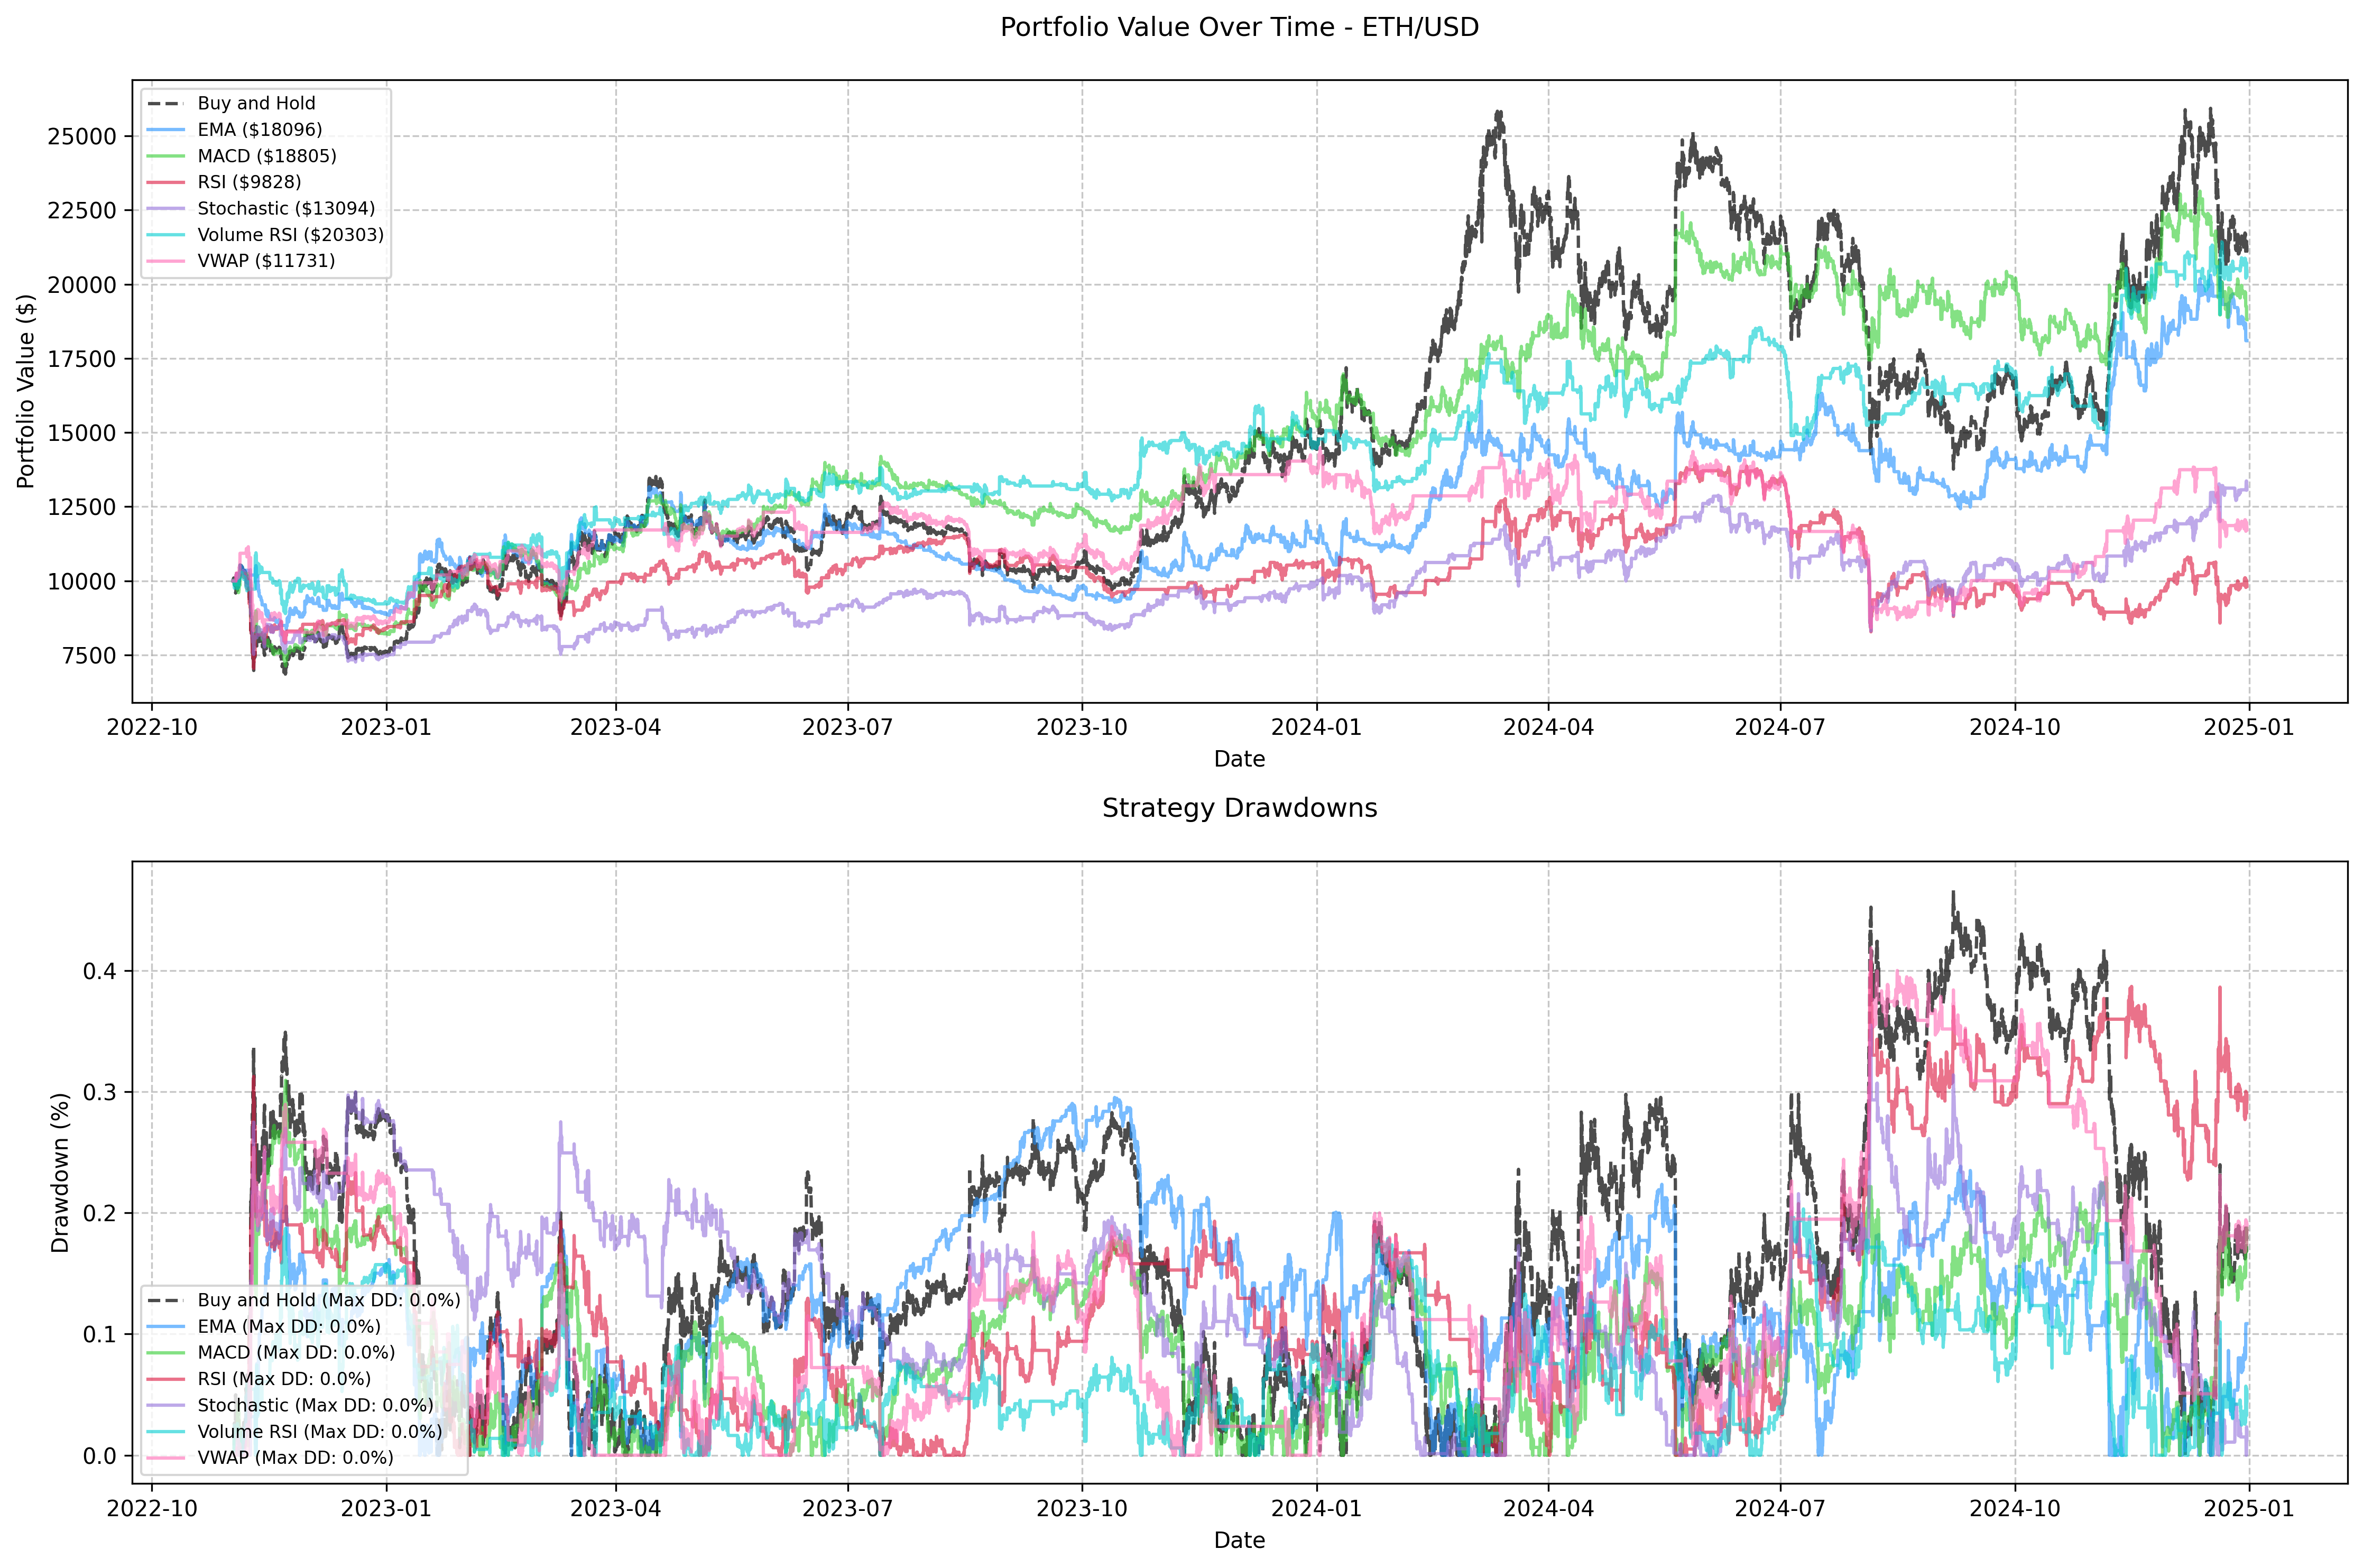 Portfolio Value Over Time - ETH/USD
Buy and Hold
EMA ($18096)
MACD ($18805)
RSI ($9828)
Stochastic ($13094)
Volume RSI ($20303)
VWAP ($11731)
Portfolio Value ($)
25000
22500
20000
17500
15000
12500
10000
7500
2022-10 2023-01 2023-04 2023-07 2023-10 2024-01 2024-04 2024-07 2024-10 2025-01
Date
Strategy Drawdowns
Drawdown (%)
0.4
0.3
0.2
0.1
0.0
Buy and Hold (Max DD: 0.0%)
EMA (Max DD: 0.0%)
MACD (Max DD: 0.0%)
RSI (Max DD: 0.0%)
Stochastic (Max DD: 0.0%)
Volume RSI (Max DD: 0.0%)
VWAP (Max DD: 0.0%)
2022-10 2023-01 2023-04 2023-07 2023-10 2024-01 2024-04 2024-07 2024-10 2025-01
Date